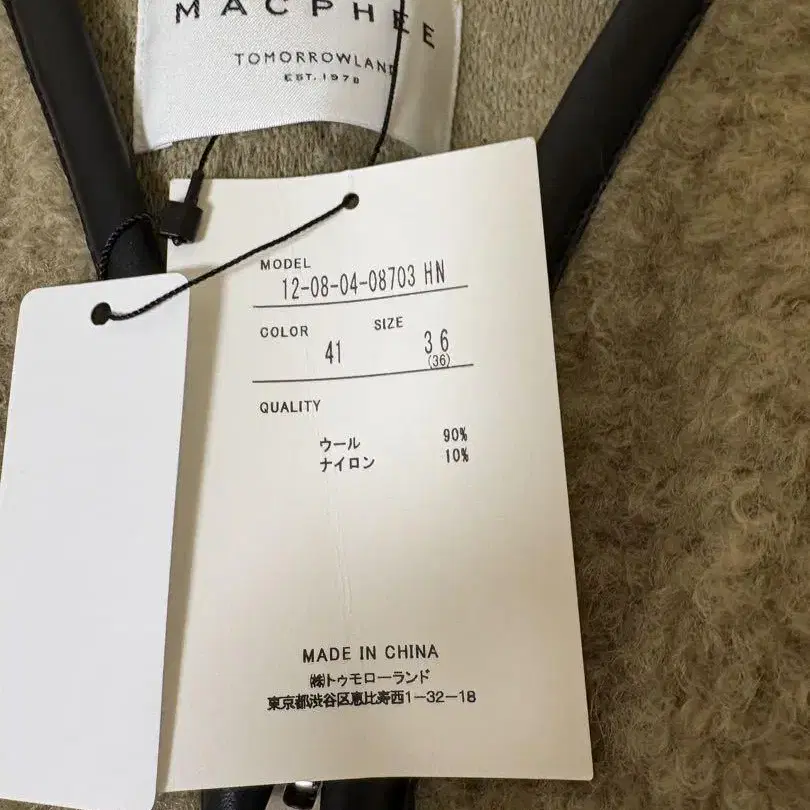 MACPHEE
TOMORROWLAND
EST. 1978
MODEL
12-08-04-08703 HN
COLOR
SIZE
41
36
(36)
QUALITY
ウール 90%
ナイロン 10%
MADE IN CHINA
㈱トゥモローランド
東京都渋谷区恵比寿西1-32-18